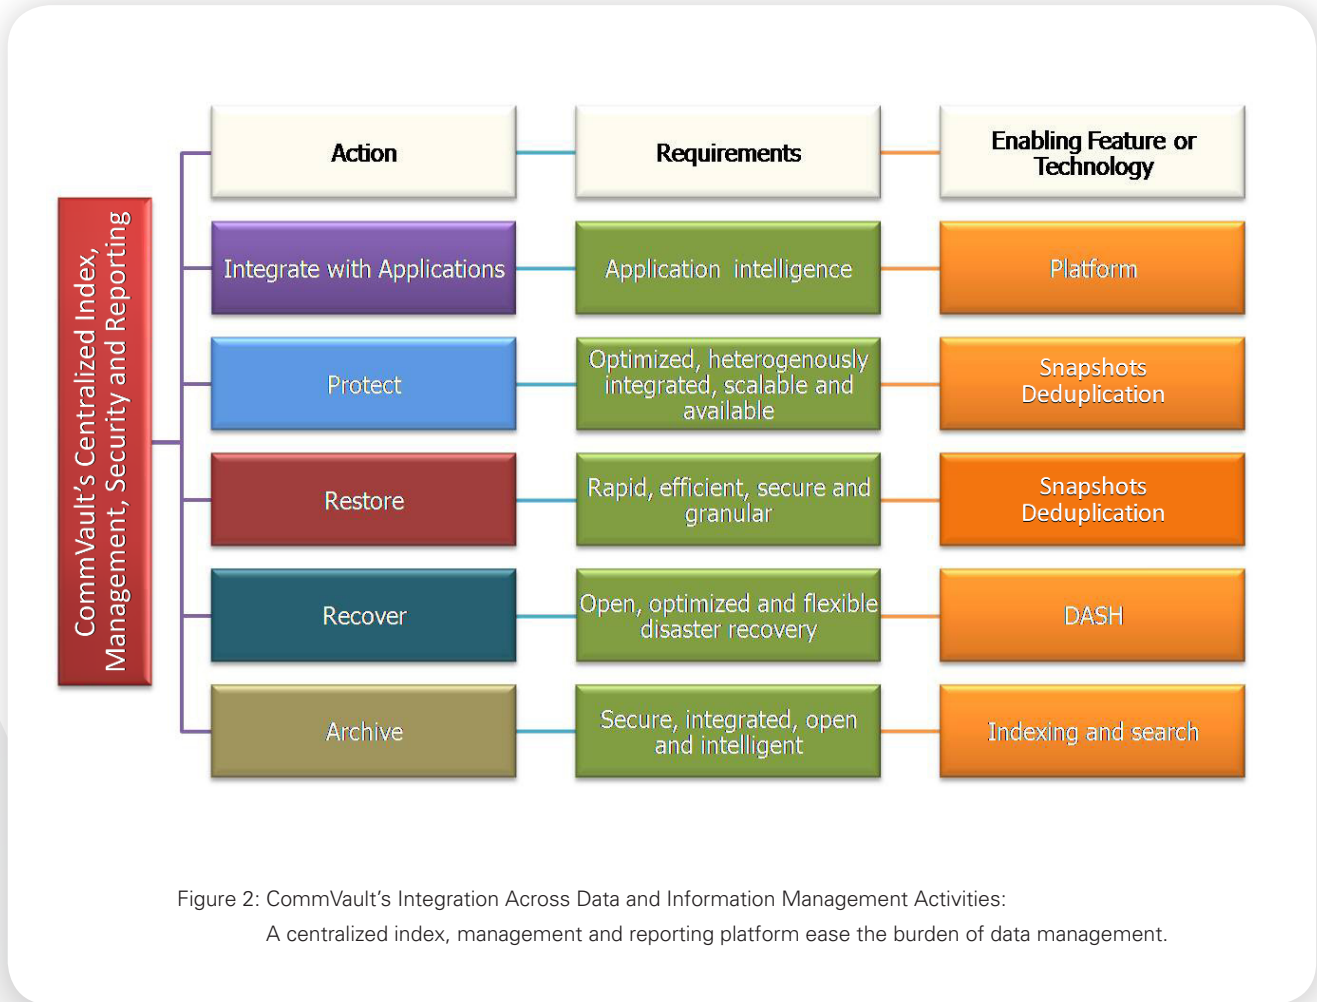 CommVault's Centralized Index,
Management, Security and Reporting
Action
Requirements
Enabling Feature or
Technology
Integrate with Applications
Application intelligence
Platform
Protect
Optimized, heterogenously
integrated, scalable and
available
Snapshots
Deduplication
Restore
Rapid, efficient, secure and
granular
Snapshots
Deduplication
Recover
Open, optimized and flexible
disaster recovery
DASH
Archive
Secure, integrated, open
and intelligent
Indexing and search
Figure 2: CommVault's Integration Across Data and Information Management Activities:
A centralized index, management and reporting platform ease the burden of data management.